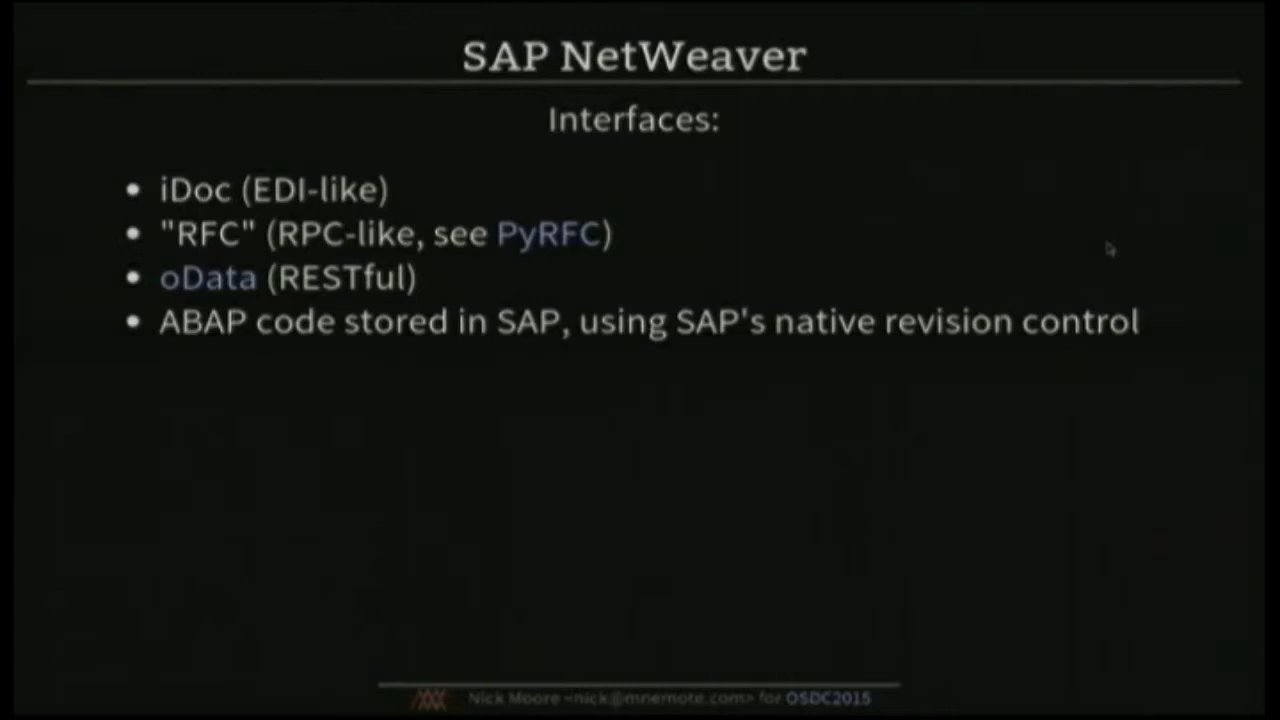 SAP NetWeaver
Interfaces:
• iDoc (EDI-like)
• "RFC" (RPC-like, see PyRFC)
• oData (RESTful)
• ABAP code stored in SAP, using SAP's native revision control
Nick Moore <nick@mnemote.com> for OSDC2015